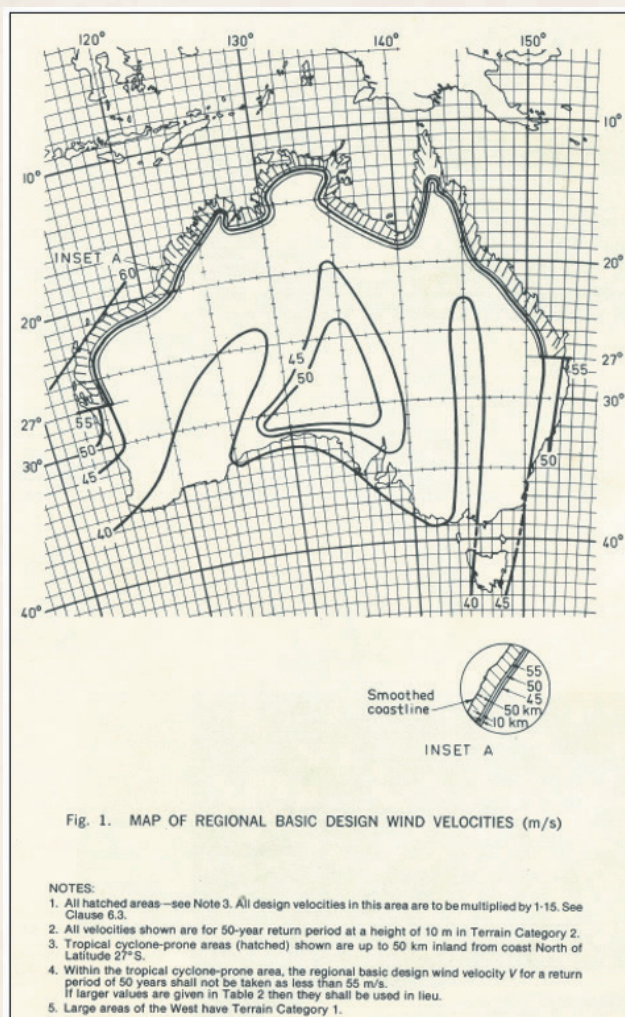 120°
130°
140°
150°
10°
10°
INSET A
60
20°
20°
45
50
27°
55
55
27°
50
30°
30°
45
50
40
40°
40°
40 45
55
50
45
50 km
10 km
Smoothed
coastline
INSET A
Fig. 1. MAP OF REGIONAL BASIC DESIGN WIND VELOCITIES (m/s)
NOTES:
1. All hatched areas—see Note 3. All design velocities in this area are to be multiplied by 1·15. See
Clause 6.3.
2. All velocities shown are for 50-year return period at a height of 10 m in Terrain Category 2.
3. Tropical cyclone-prone areas (hatched) shown are up to 50 km inland from coast North of
Latitude 27°S.
4. Within the tropical cyclone-prone area, the regional basic design wind velocity V for a return
period of 50 years shall not be taken as less than 55 m/s.
If larger values are given in Table 2 then they shall be used in lieu.
5. Large areas of the West have Terrain Category 1.